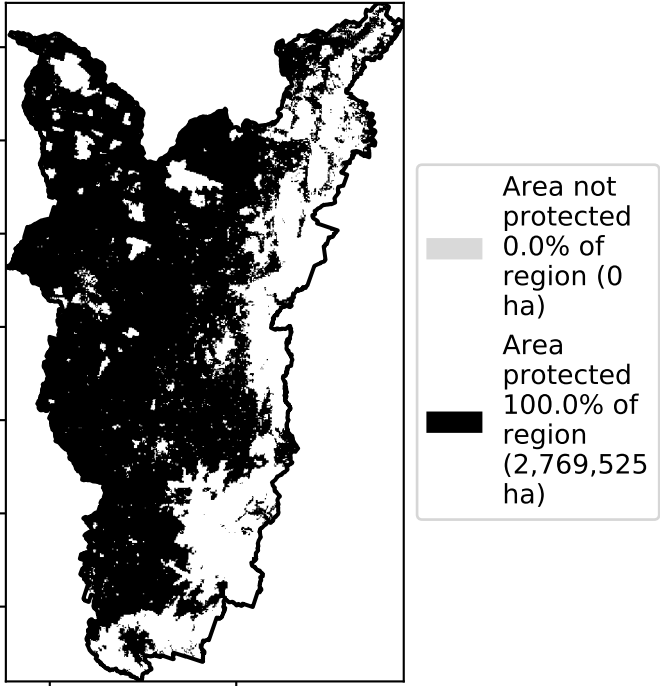 Area not
protected
0.0% of
region (0
ha)
Area
protected
100.0% of
region
(2,769,525
ha)